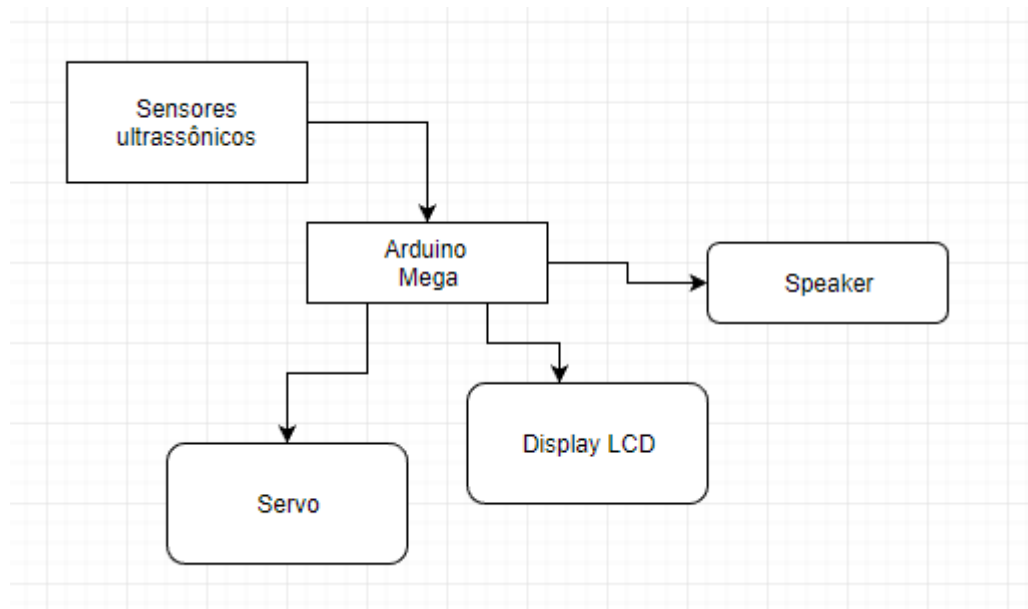 Sensores
ultrassônicos
Arduino
Mega
Speaker
Display LCD
Servo